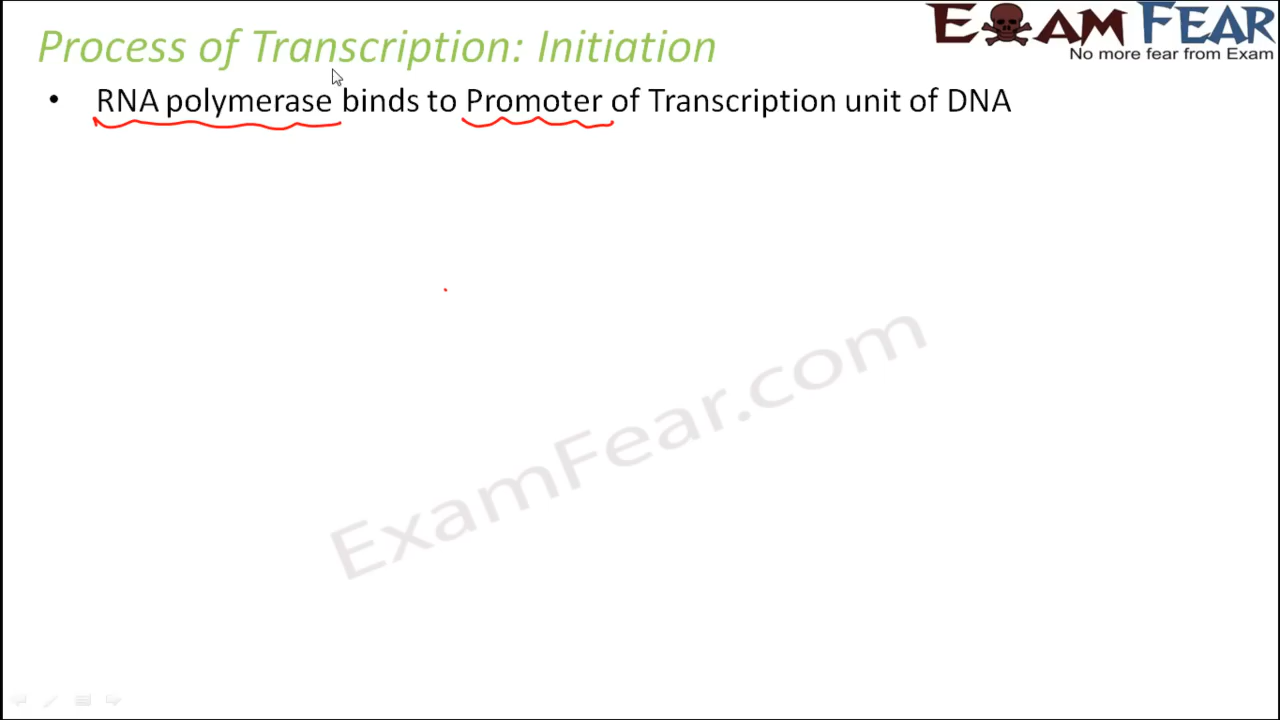 Process of Transcription: Initiation
EXAM FEAR
No more fear from Exam
• RNA polymerase binds to Promoter of Transcription unit of DNA
ExamFear.com